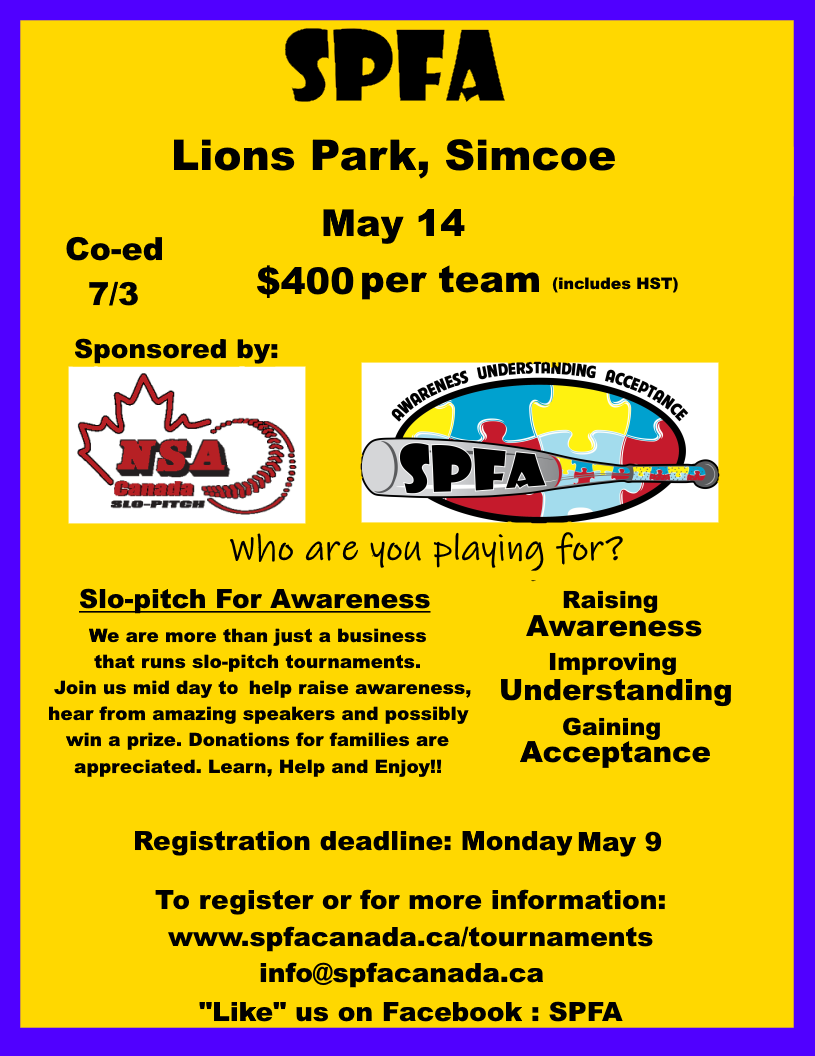 SPFA
Lions Park, Simcoe
May 14
Co-ed
7/3
$400 per team (includes HST)
Sponsored by:
NSA
Canada
SLO-PITCH
AWARENESS UNDERSTANDING ACCEPTANCE
SPFA
Who are you playing for?
Slo-pitch For Awareness
We are more than just a business
that runs slo-pitch tournaments.
Join us mid day to help raise awareness,
hear from amazing speakers and possibly
win a prize. Donations for families are
appreciated. Learn, Help and Enjoy!!
Raising
Awareness
Improving
Understanding
Gaining
Acceptance
Registration deadline: Monday May 9
To register or for more information:
www.spfacanada.ca/tournaments
info@spfacanada.ca
"Like" us on Facebook : SPFA